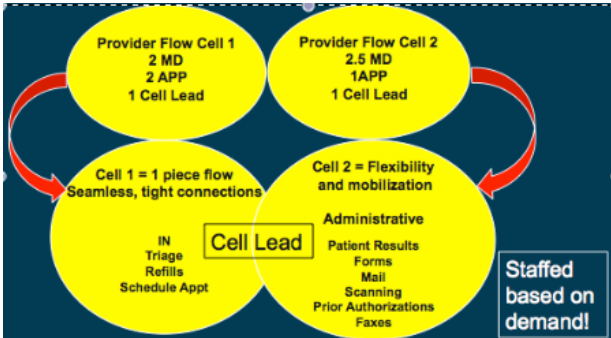 Provider Flow Cell 1
2 MD
2 APP
1 Cell Lead
Provider Flow Cell 2
2.5 MD
1APP
1 Cell Lead
Cell 1 = 1 piece flow
Seamless, tight connections
IN
Triage
Refills
Schedule Appt
Cell Lead
Cell 2 = Flexibility
and mobilization
Administrative
Patient Results
Forms
Mail
Scanning
Prior Authorizations
Faxes
Staffed
based on
demand!